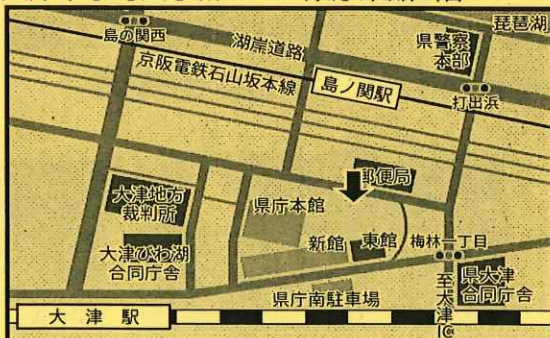 島の関西
琵琶湖
湖岸道路
県警察
本部
京阪電鉄石山坂本線
島ノ関駅
打出浜
郵便局
大津地方
裁判所
県庁本館
大津びわ湖
合同庁舎
新館
東館
梅林一丁目
県庁南駐車場
至大津IC
県大津
合同庁舎
大津駅